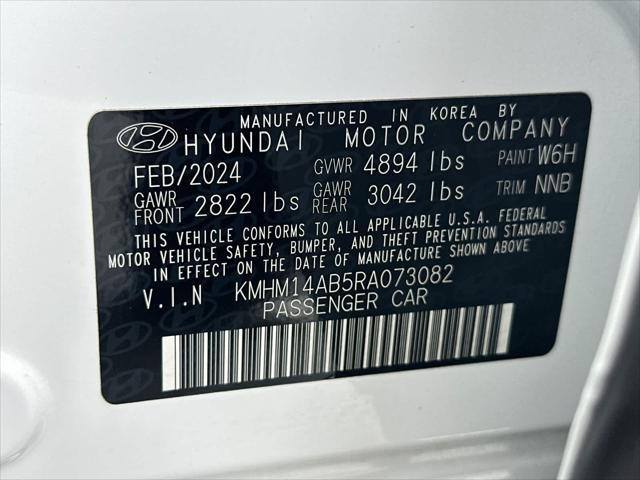 MANUFACTURED IN KOREA BY
HYUNDAI MOTOR COMPANY
FEB/2024 GVWR 4894 lbs PAINT W6H
GAWR FRONT 2822 lbs GAWR REAR 3042 lbs TRIM NNB
THIS VEHICLE CONFORMS TO ALL APPLICABLE U.S.A. FEDERAL
MOTOR VEHICLE SAFETY, BUMPER, AND THEFT PREVENTION STANDARDS
IN EFFECT ON THE DATE OF MANUFACTURE SHOWN ABOVE.
V.I.N KMHM14AB5RA073082
PASSENGER CAR